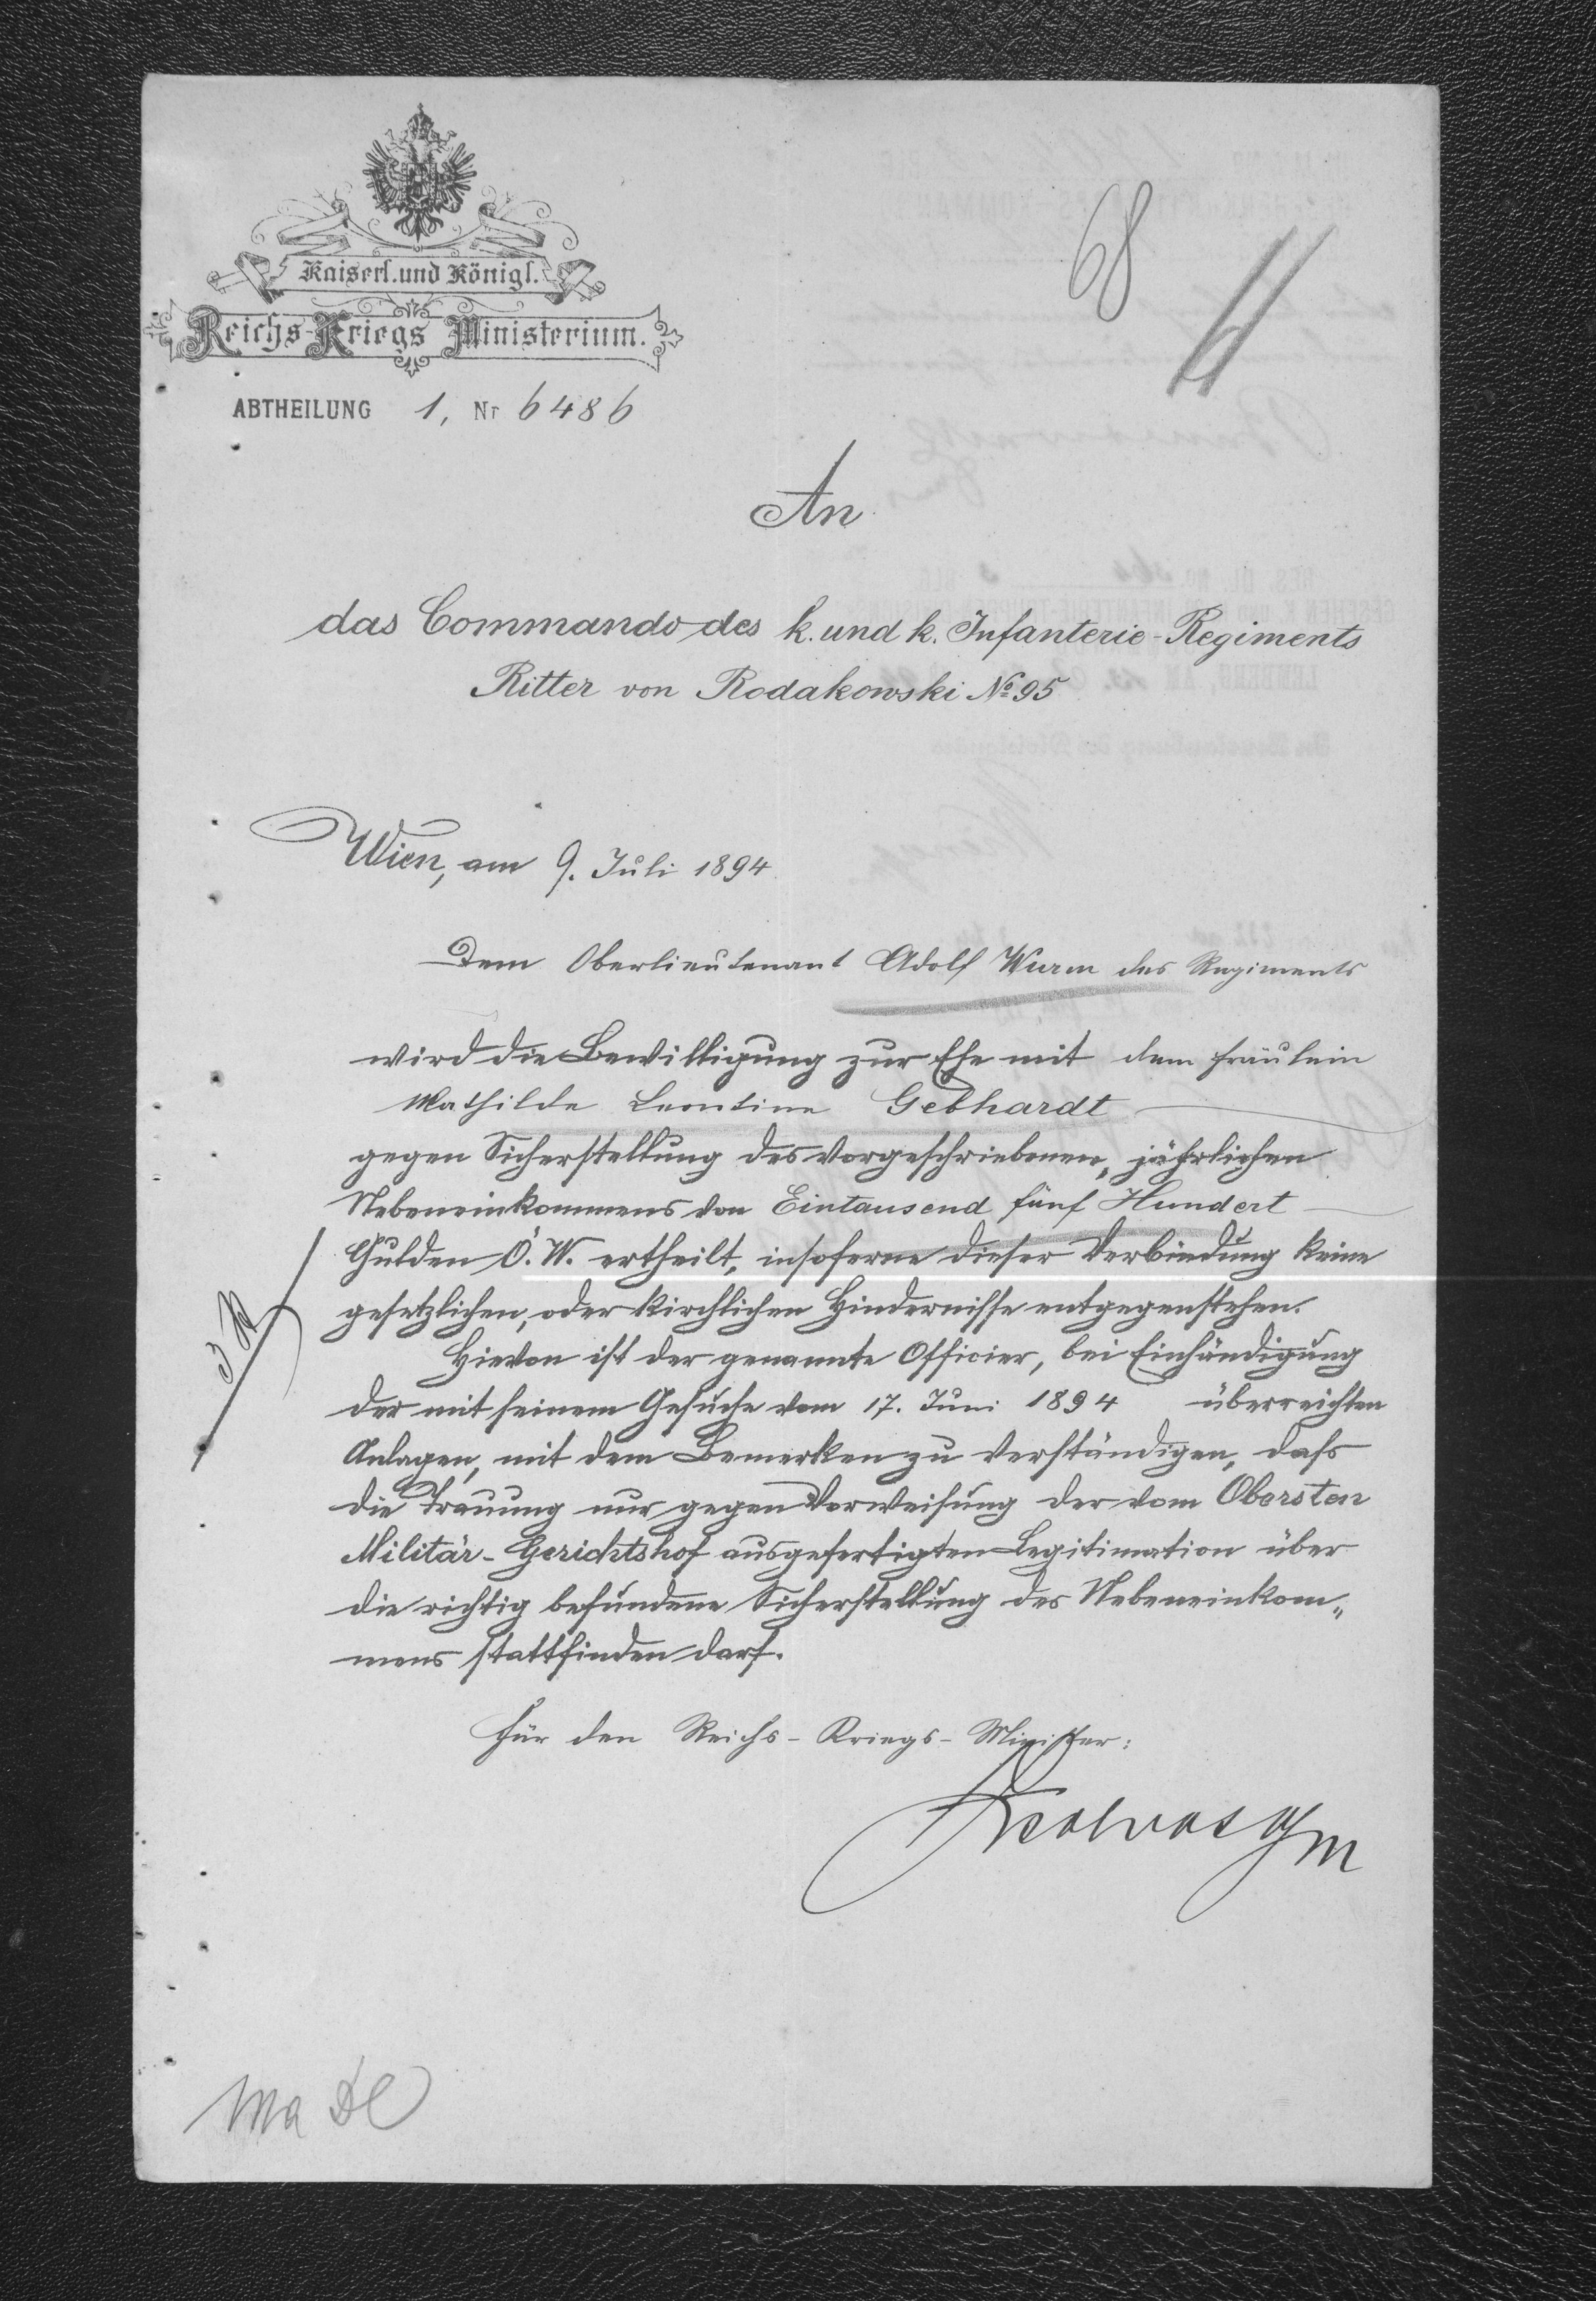 Kaiserl. und Königl.
Reichs-Kriegs Ministerium.
68
ABTHEILUNG 1, Nr 6486
An
das Commando des k. und k. Infanterie-Regiments
Ritter von Rodakowski No 95
Wien, am 9. Juli 1894
Dem Oberlieutenant Adolf Wurm des Regiments
wird die Bewilligung zur Ehe mit dem Fräulein
Mathilde Leontine Gebhardt
gegen Sicherstellung des vorgeschriebenen, jährlichen
Nebeneinkommens von Eintausend fünf Hundert
Gulden Ö. W. ertheilt, insoferne dieser Verbindung keine
gesetzlichen, oder kirchlichen Hindernisse entgegenstehen.
Hievon ist der genannte Officier, bei Einhändigung
der mit seinem Gesuche vom 17. Juni 1894 überreichten
Anlagen, mit dem Bemerken zu verständigen, dass
die Trauung nur gegen Vorweisung der vom Obersten
Militär-Gerichtshof ausgefertigten Legitimation über
die richtig befundene Sicherstellung des Nebeneinkom„
mens stattfinden darf.
Für den Reichs-Kriegs-Minister: